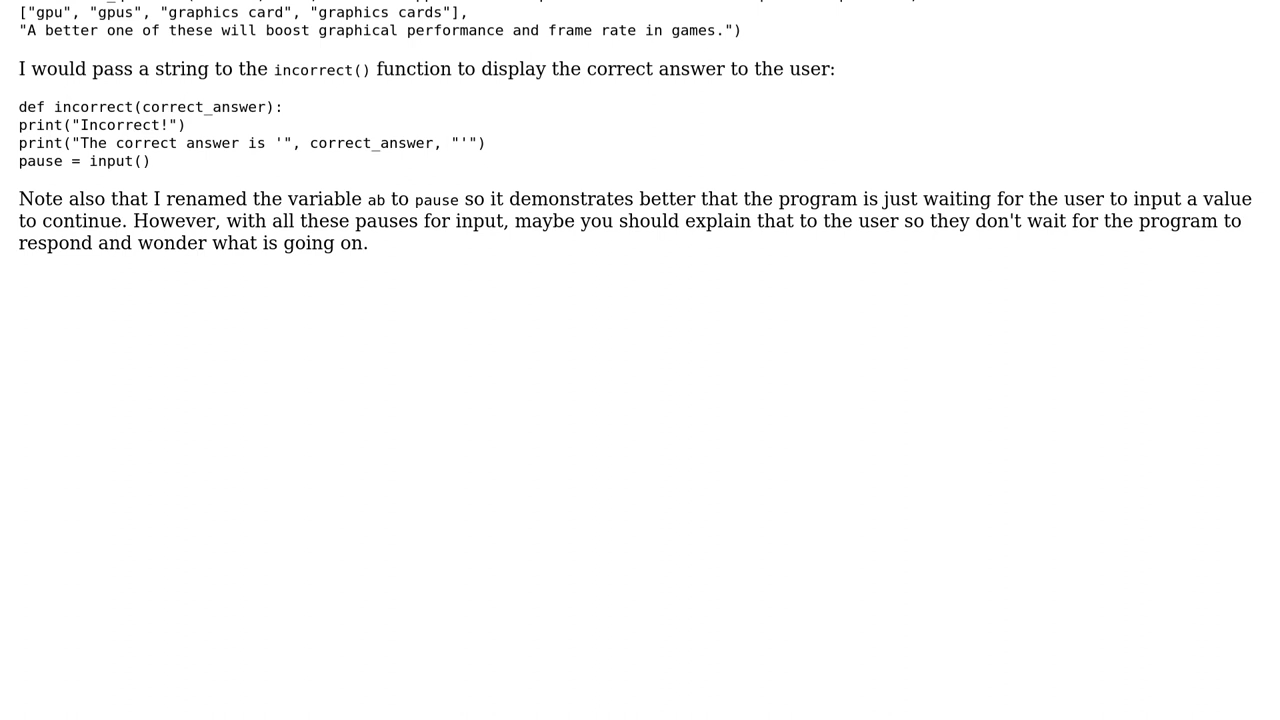 ["gpu", "gpus", "graphics card", "graphics cards"],
"A better one of these will boost graphical performance and frame rate in games.")
I would pass a string to the incorrect() function to display the correct answer to the user:
def incorrect(correct_answer):
print("Incorrect!")
print("The correct answer is '", correct_answer, "'")
pause = input()
Note also that I renamed the variable ab to pause so it demonstrates better that the program is just waiting for the user to input a value
to continue. However, with all these pauses for input, maybe you should explain that to the user so they don't wait for the program to
respond and wonder what is going on.